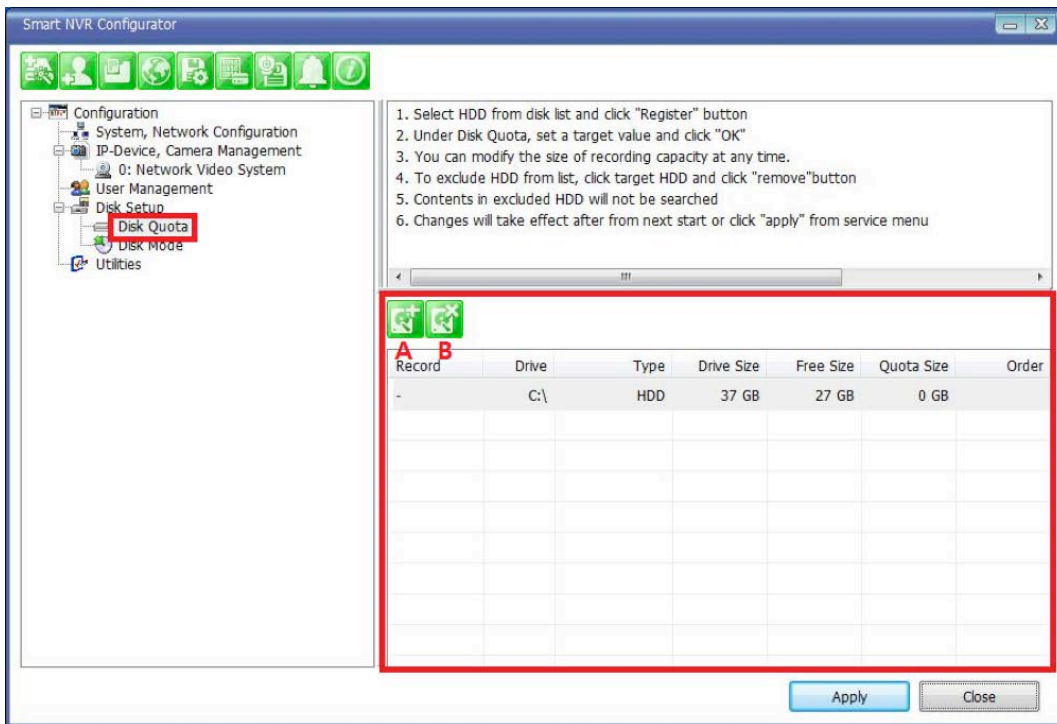 Smart NVR Configurator
Configuration
System, Network Configuration
IP-Device, Camera Management
0: Network Video System
User Management
Disk Setup
Disk Quota
Disk Mode
Utilities
1. Select HDD from disk list and click "Register" button
2. Under Disk Quota, set a target value and click "OK"
3. You can modify the size of recording capacity at any time.
4. To exclude HDD from list, click target HDD and click "remove"button
5. Contents in excluded HDD will not be searched
6. Changes will take effect after from next start or click "apply" from service menu
A B
Record Drive Type Drive Size Free Size Quota Size Order
- C:\ HDD 37 GB 27 GB 0 GB
Apply Close